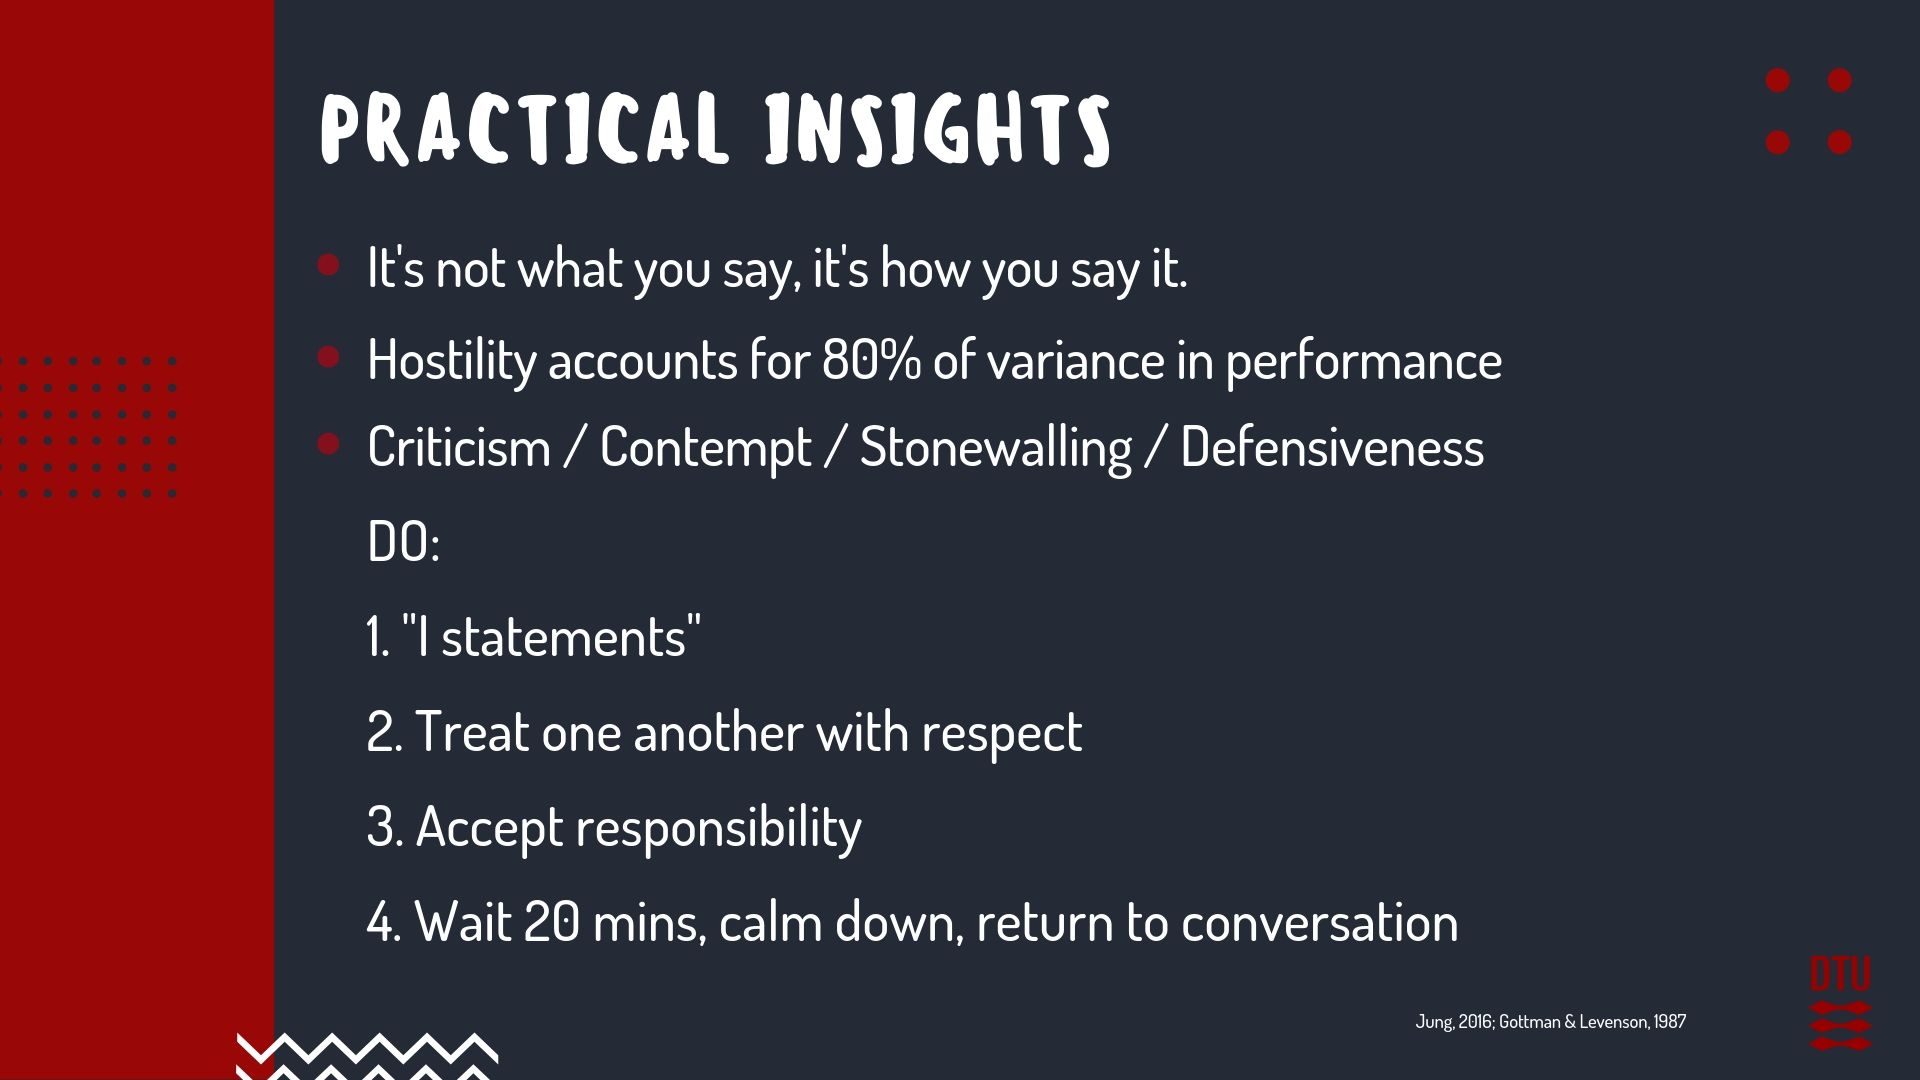 PRACTICAL INSIGHTS
It's not what you say, it's how you say it.
Hostility accounts for 80% of variance in performance
Criticism / Contempt / Stonewalling / Defensiveness
DO:
1. "I statements"
2. Treat one another with respect
3. Accept responsibility
4. Wait 20 mins, calm down, return to conversation
Jung, 2016; Gottman & Levenson, 1987
DTU